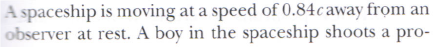 A spaceship is moving at a speed of 0.84c away from an
observer at rest. A boy in the spaceship shoots a pro-